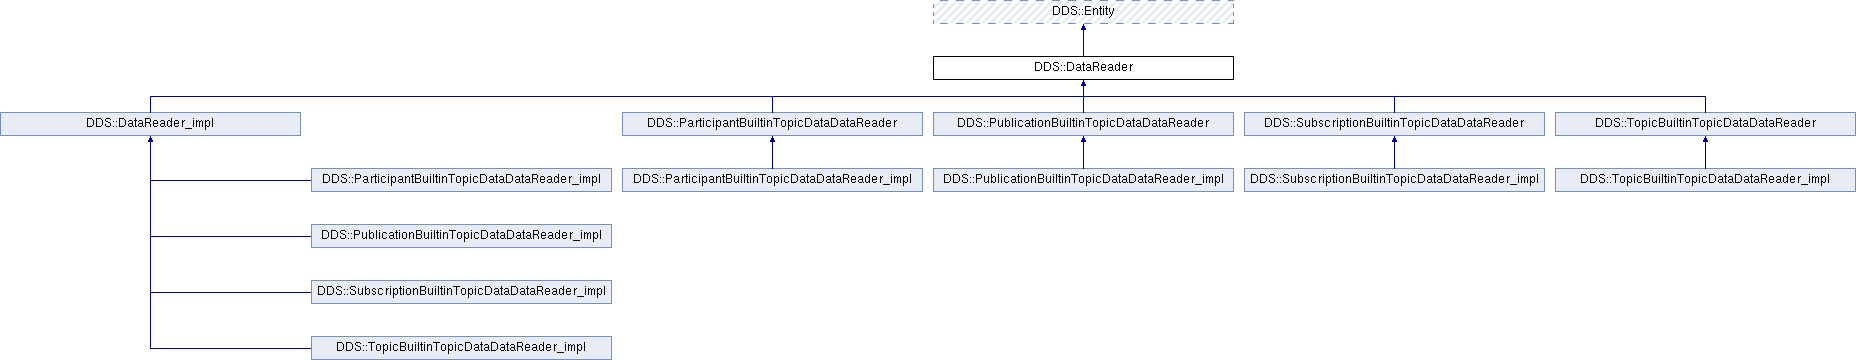 DDS::Entity
DDS::DataReader
DDS::DataReader_impl
DDS::ParticipantBuiltinTopicDataDataReader
DDS::PublicationBuiltinTopicDataDataReader
DDS::SubscriptionBuiltinTopicDataDataReader
DDS::TopicBuiltinTopicDataDataReader
DDS::ParticipantBuiltinTopicDataDataReader_impl
DDS::ParticipantBuiltinTopicDataDataReader_impl
DDS::PublicationBuiltinTopicDataDataReader_impl
DDS::SubscriptionBuiltinTopicDataDataReader_impl
DDS::TopicBuiltinTopicDataDataReader_impl
DDS::PublicationBuiltinTopicDataDataReader_impl
DDS::SubscriptionBuiltinTopicDataDataReader_impl
DDS::TopicBuiltinTopicDataDataReader_impl